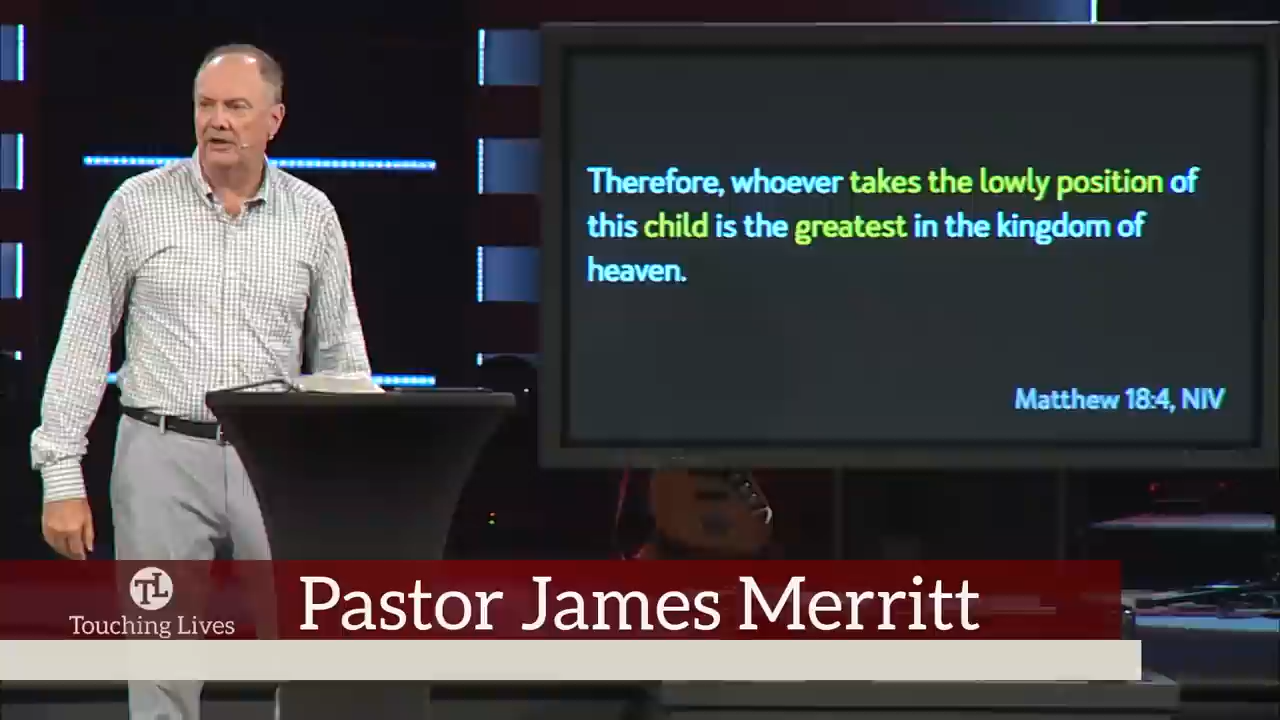 Therefore, whoever takes the lowly position of
this child is the greatest in the kingdom of
heaven.
Matthew 18:4, NIV
TL
Touching Lives
Pastor James Merritt